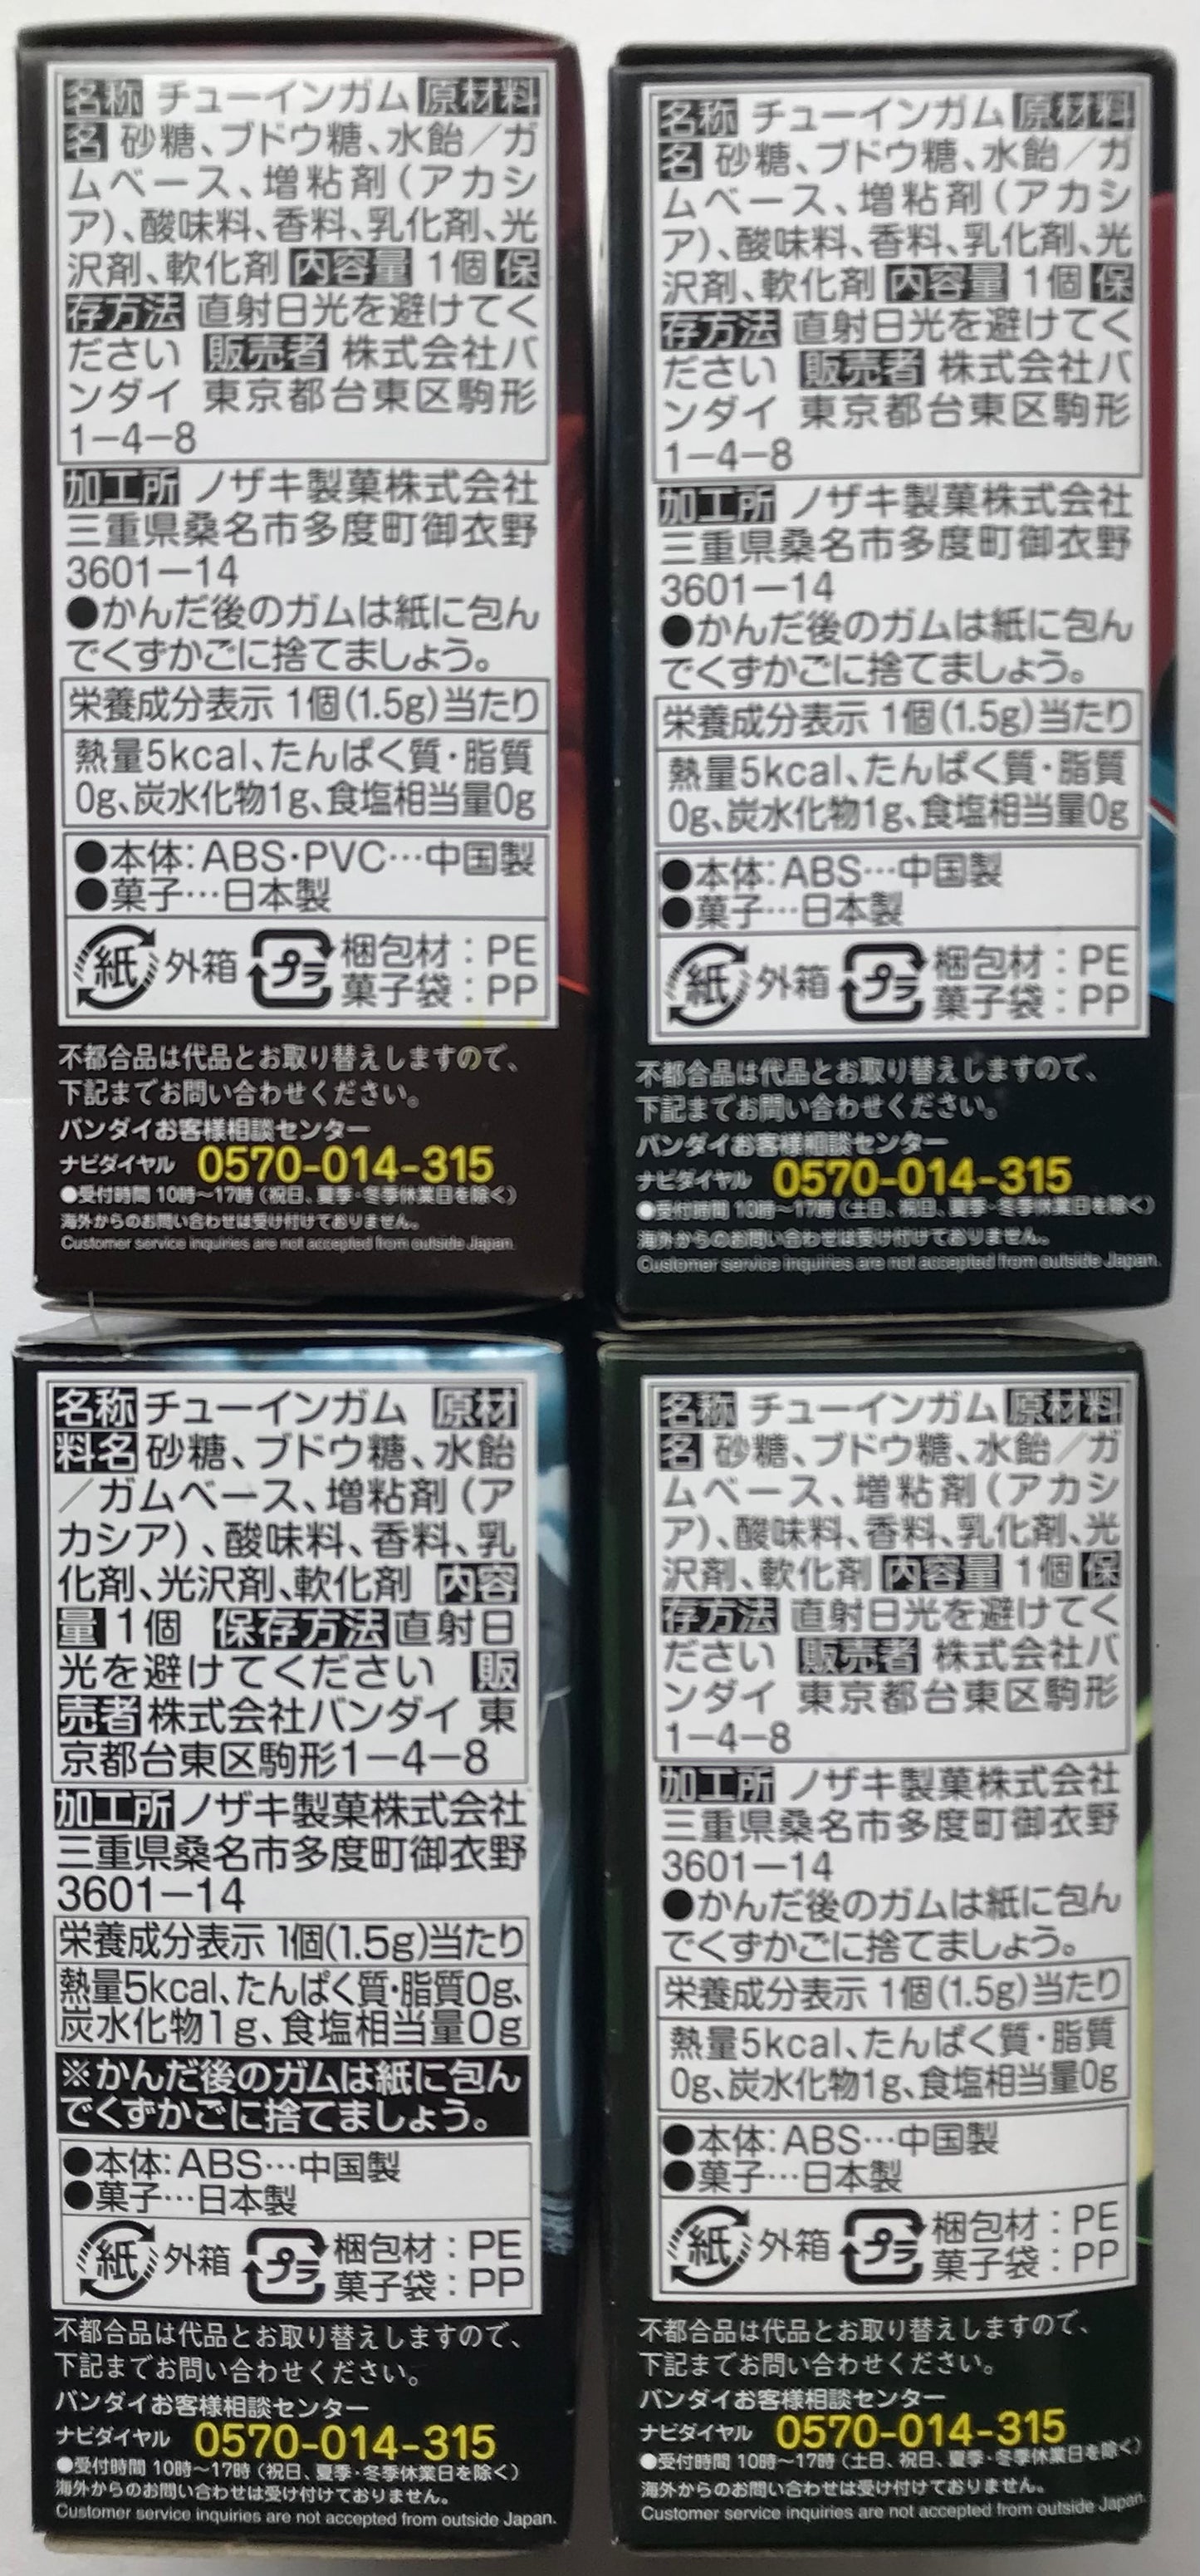 名称 チューインガム 原材料
名 砂糖、ブドウ糖、水飴／ガ
ムベース、増粘剤(アカシ
ア)、酸味料、香料、乳化剤、光
沢剤、軟化剤 内容量 1個 保
存方法 直射日光を避けてく
ださい 販売者 株式会社バ
ンダイ 東京都台東区駒形
1−4−8
加工所 ノザキ製菓株式会社
三重県桑名市多度町御衣野
3601−14
●かんだ後のガムは紙に包ん
でくずかごに捨てましょう。
栄養成分表示 1個(1.5g)当たり
熱量5kcal、たんぱく質・脂質
0g、炭水化物1g、食塩相当量0g
●本体：ABS・PVC…中国製
●菓子…日本製
紙 外箱 プラ 梱包材：PE
菓子袋：PP
不都合品は代品とお取り替えしますので、
下記までお問い合わせください。
バンダイお客様相談センター
ナビダイヤル 0570-014-315
●受付時間 10時～17時（祝日、夏季・冬季休業日を除く）
海外からのお問い合わせは受け付けておりません。
Customer service inquiries are not accepted from outside Japan.
名称 チューインガム 原材料
名 砂糖、ブドウ糖、水飴／ガ
ムベース、増粘剤(アカシ
ア)、酸味料、香料、乳化剤、光
沢剤、軟化剤 内容量 1個 保
存方法 直射日光を避けてく
ださい 販売者 株式会社バ
ンダイ 東京都台東区駒形
1−4−8
加工所 ノザキ製菓株式会社
三重県桑名市多度町御衣野
3601−14
●かんだ後のガムは紙に包ん
でくずかごに捨てましょう。
栄養成分表示 1個(1.5g)当たり
熱量5kcal、たんぱく質・脂質
0g、炭水化物1g、食塩相当量0g
●本体：ABS…中国製
●菓子…日本製
紙 外箱 プラ 梱包材：PE
菓子袋：PP
不都合品は代品とお取り替えしますので、
下記までお問い合わせください。
バンダイお客様相談センター
ナビダイヤル 0570-014-315
●受付時間 10時～17時（土日、祝日、夏季・冬季休業日を除く）
海外からのお問い合わせは受け付けておりません。
Customer service inquiries are not accepted from outside Japan.
名称 チューインガム 原材
料名 砂糖、ブドウ糖、水飴
／ガムベース、増粘剤(ア
カシア)、酸味料、香料、乳
化剤、光沢剤、軟化剤 内容
量 1個 保存方法 直射日
光を避けてください 販
売者 株式会社バンダイ 東
京都台東区駒形1−4−8
加工所 ノザキ製菓株式会社
三重県桑名市多度町御衣野
3601−14
栄養成分表示 1個(1.5g)当たり
熱量5kcal、たんぱく質・脂質0g、
炭水化物1g、食塩相当量0g
※かんだ後のガムは紙に包ん
でくずかごに捨てましょう。
●本体：ABS…中国製
●菓子…日本製
紙 外箱 プラ 梱包材：PE
菓子袋：PP
不都合品は代品とお取り替えしますので、
下記までお問い合わせください。
バンダイお客様相談センター
ナビダイヤル 0570-014-315
●受付時間 10時～17時（祝日、夏季・冬季休業日を除く）
海外からのお問い合わせは受け付けておりません。
Customer service inquiries are not accepted from outside Japan.
名称 チューインガム 原材料
名 砂糖、ブドウ糖、水飴／ガ
ムベース、増粘剤(アカシ
ア)、酸味料、香料、乳化剤、光
沢剤、軟化剤 内容量 1個 保
存方法 直射日光を避けてく
ださい 販売者 株式会社バ
ンダイ 東京都台東区駒形
1−4−8
加工所 ノザキ製菓株式会社
三重県桑名市多度町御衣野
3601−14
●かんだ後のガムは紙に包ん
でくずかごに捨てましょう。
栄養成分表示 1個(1.5g)当たり
熱量5kcal、たんぱく質・脂質
0g、炭水化物1g、食塩相当量0g
●本体：ABS…中国製
●菓子…日本製
紙 外箱 プラ 梱包材：PE
菓子袋：PP
不都合品は代品とお取り替えしますので、
下記までお問い合わせください。
バンダイお客様相談センター
ナビダイヤル 0570-014-315
●受付時間 10時～17時（土日、祝日、夏季・冬季休業日を除く）
海外からのお問い合わせは受け付けておりません。
Customer service inquiries are not accepted from outside Japan.